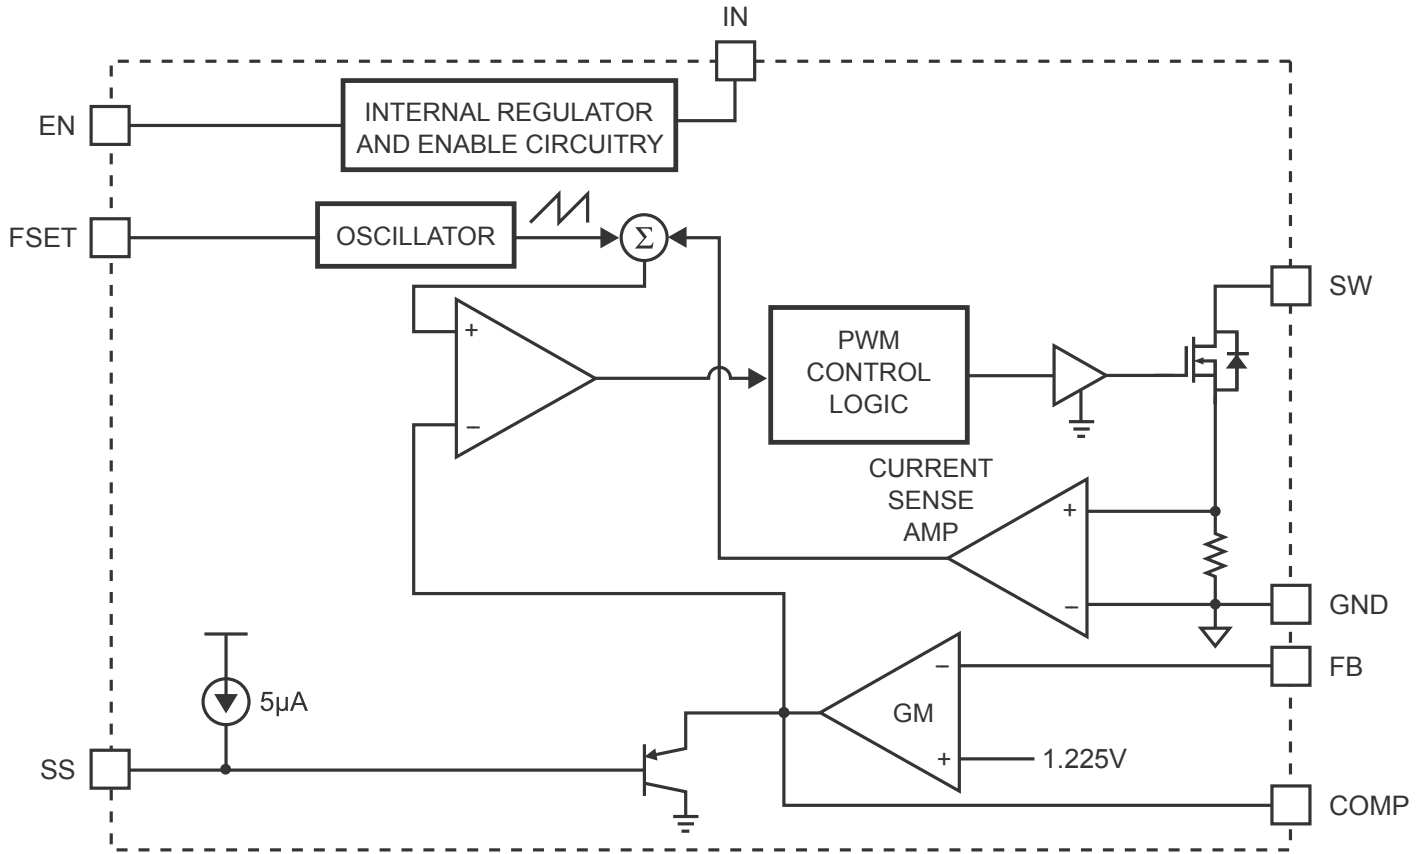 IN
EN
INTERNAL REGULATOR
AND ENABLE CIRCUITRY
FSET
OSCILLATOR
Σ
SW
+
−
PWM
CONTROL
LOGIC
CURRENT
SENSE
AMP
+
−
GND
FB
−
GM
+
1.225V
5µA
SS
COMP